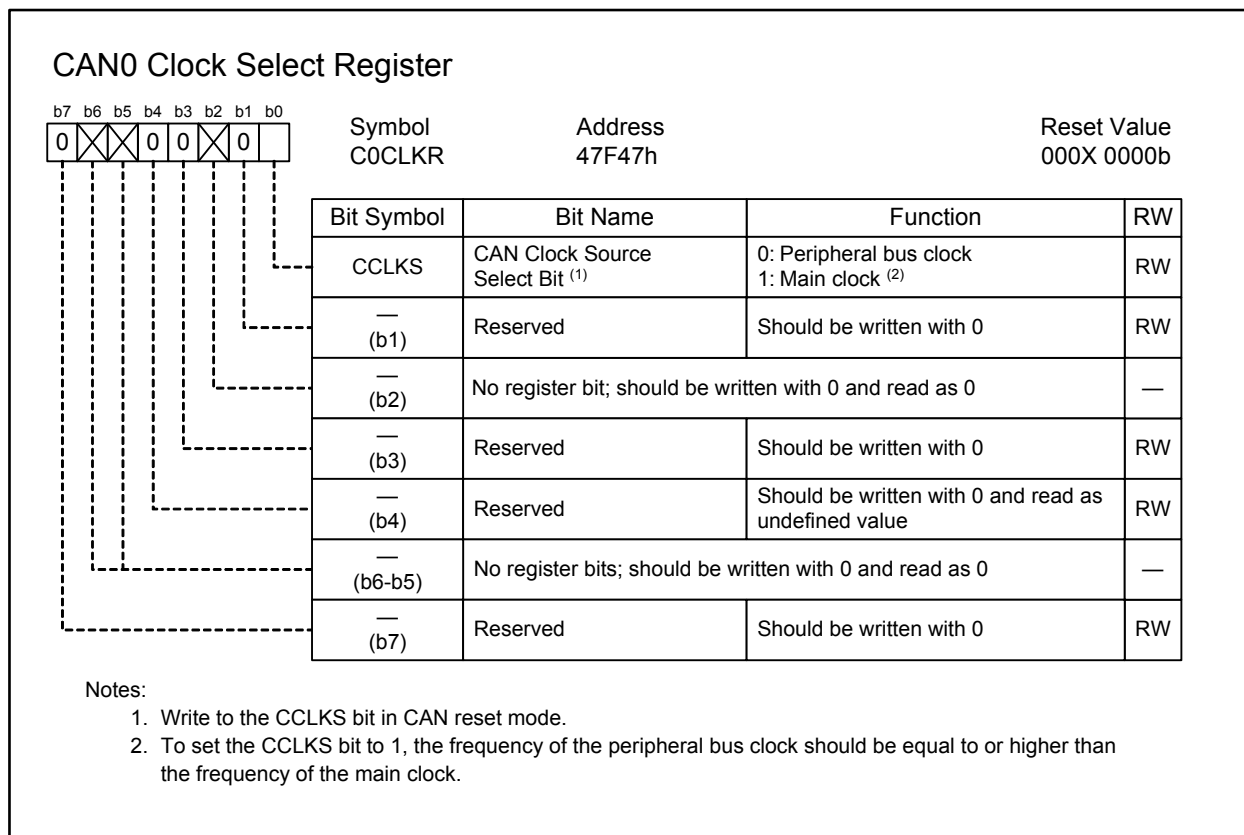 CAN0 Clock Select Register
b7 b6 b5 b4 b3 b2 b1 b0
0 0 0 0
Symbol Address Reset Value
C0CLKR 47F47h 000X 0000b
Bit Symbol Bit Name Function RW
CCLKS CAN Clock Source Select Bit (1) 0: Peripheral bus clock 1: Main clock (2) RW
— (b1) Reserved Should be written with 0 RW
— (b2) No register bit; should be written with 0 and read as 0 —
— (b3) Reserved Should be written with 0 RW
— (b4) Reserved Should be written with 0 and read as undefined value RW
— (b6-b5) No register bits; should be written with 0 and read as 0 —
— (b7) Reserved Should be written with 0 RW
Notes:
1. Write to the CCLKS bit in CAN reset mode.
2. To set the CCLKS bit to 1, the frequency of the peripheral bus clock should be equal to or higher than
the frequency of the main clock.